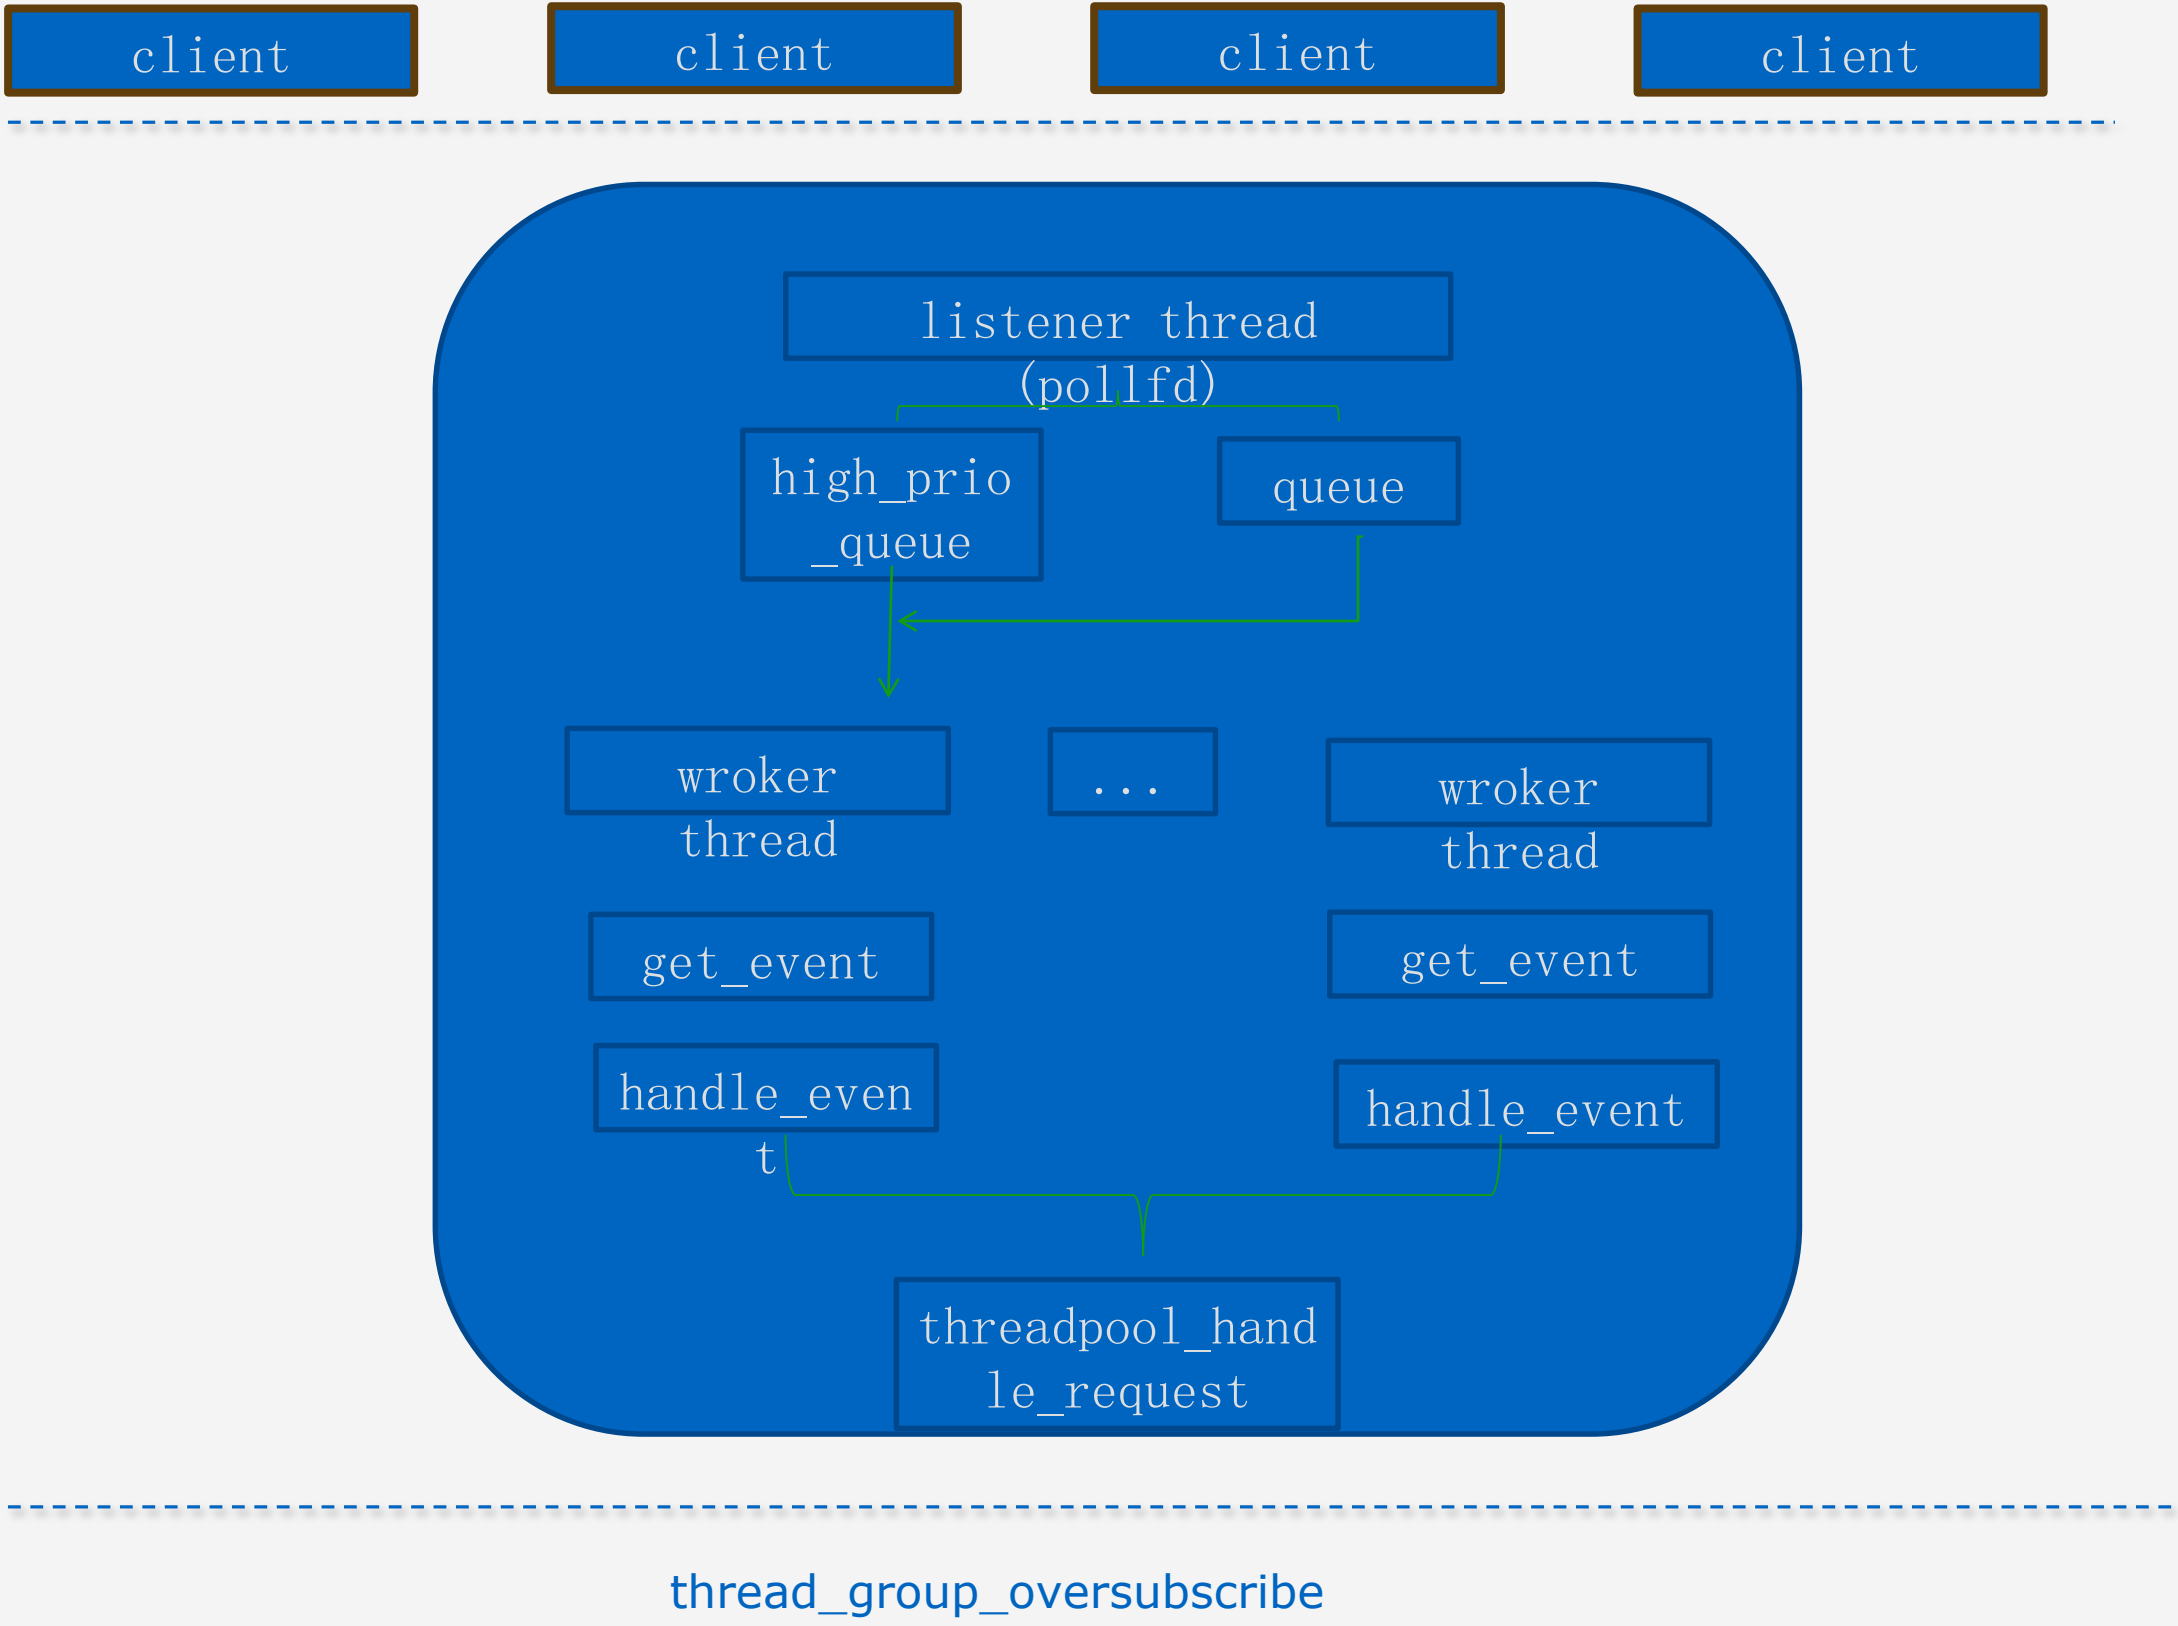 client
client
client
client
listener thread
(pollfd)
high_prio
_queue
queue
wroker
thread
...
wroker
thread
get_event
get_event
handle_even
t
handle_event
threadpool_hand
le_request
thread_group_oversubscribe